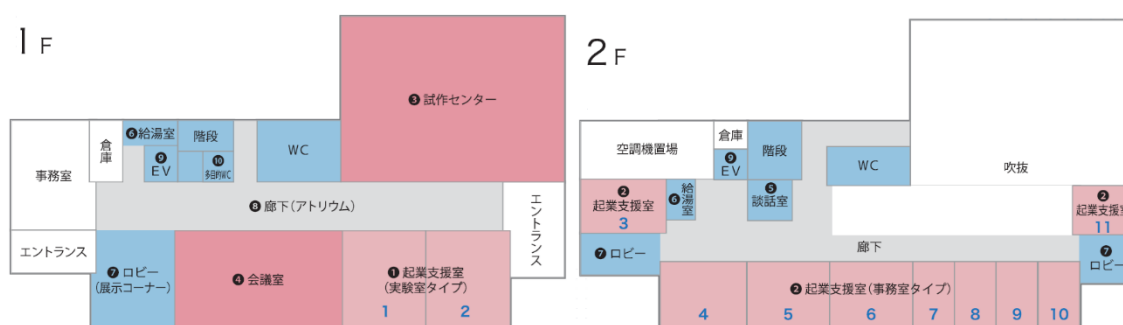 1F
❸試作センター
倉庫
❻給湯室
階段
❾EV
❿多目的WC
WC
事務室
❽廊下(アトリウム)
エントランス
エントランス
❼ロビー
(展示コーナー)
❹会議室
❶起業支援室
(実験室タイプ)
1
2
2F
空調機置場
倉庫
❾EV
階段
WC
吹抜
❷
起業支援室
3
❻給湯室
❺
談話室
❷
起業支援室
11
❼ロビー
廊下
❼
ロビー
❷起業支援室(事務室タイプ)
4
5
6
7
8
9
10